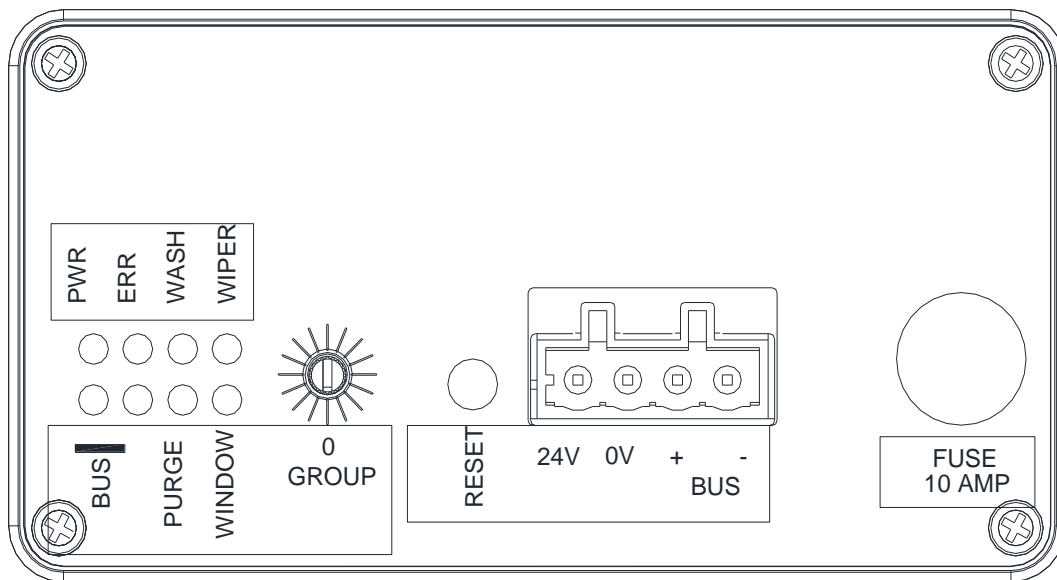 PWR
ERR
WASH
WIPER
BUS
PURGE
WINDOW
0
GROUP
RESET
24V 0V + -
BUS
FUSE
10 AMP